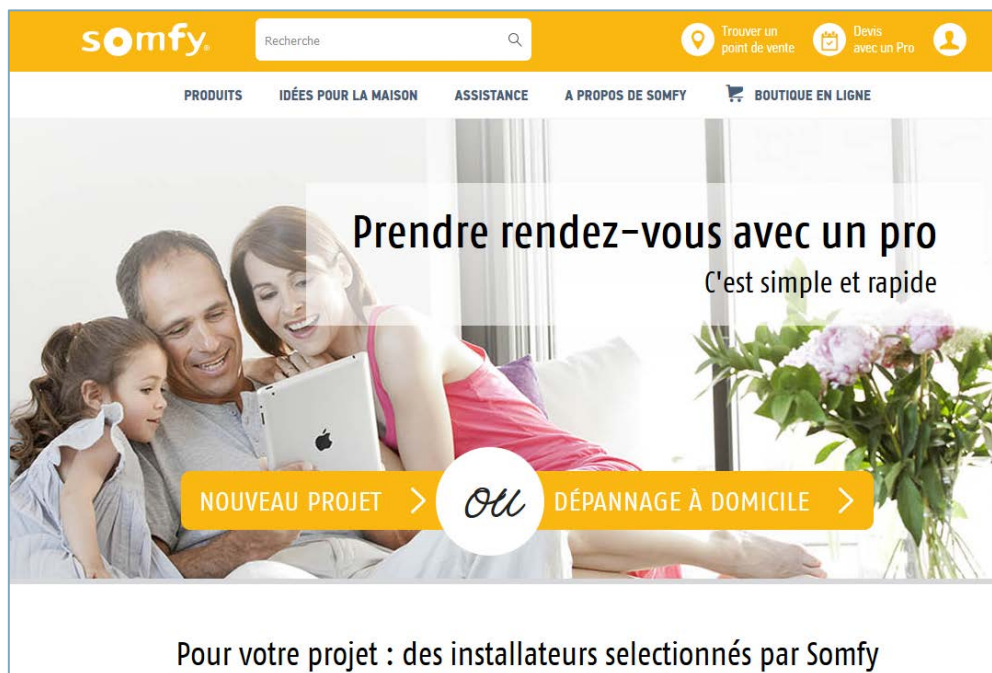 somfy.
Recherche
Trouver un
point de vente
Devis
avec un Pro
PRODUITS
IDÉES POUR LA MAISON
ASSISTANCE
A PROPOS DE SOMFY
BOUTIQUE EN LIGNE
Prendre rendez-vous avec un pro
C'est simple et rapide
NOUVEAU PROJET
ou
DÉPANNAGE À DOMICILE
Pour votre projet : des installateurs selectionnés par Somfy